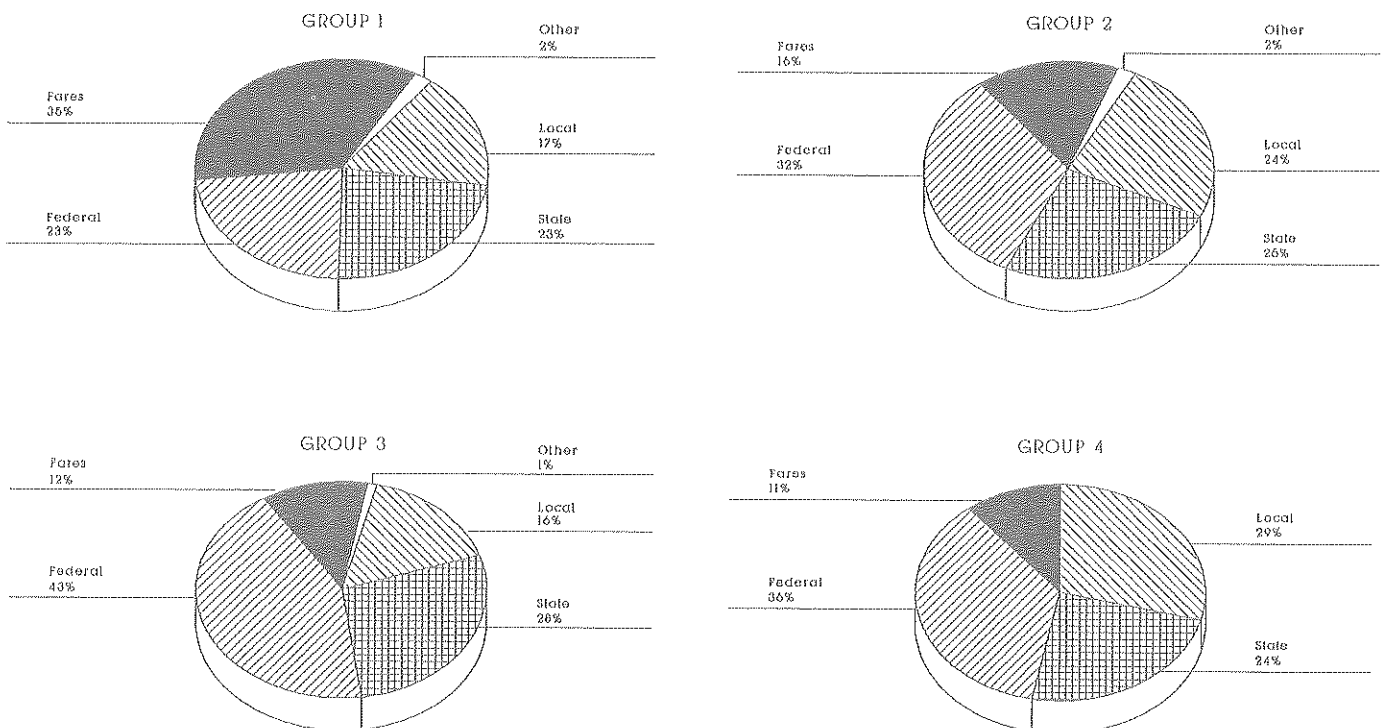 GROUP 1
Other
2%
Fares
35%
Local
17%
Federal
23%
State
23%
GROUP 2
Other
2%
Fares
16%
Local
24%
Federal
32%
State
26%
GROUP 3
Other
1%
Fares
12%
Local
16%
Federal
43%
State
28%
GROUP 4
Fares
11%
Local
29%
Federal
36%
State
24%